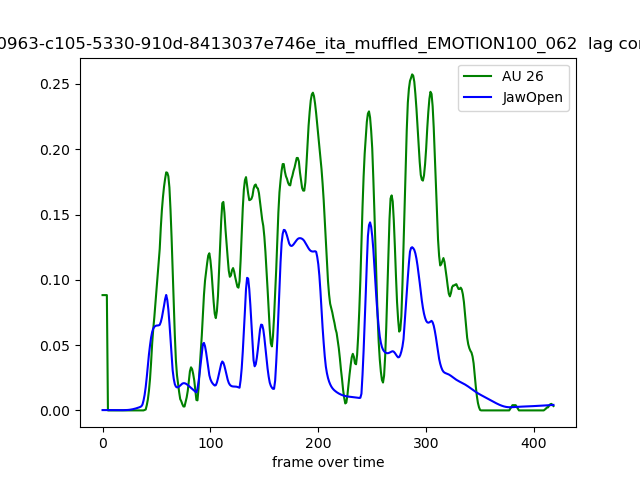 0963-c105-5330-910d-8413037e746e_ita_muffled_EMOTION100_062 lag
AU 26
JawOpen
0.25
0.20
0.15
0.10
0.05
0.00
0 100 200 300 400
frame over time